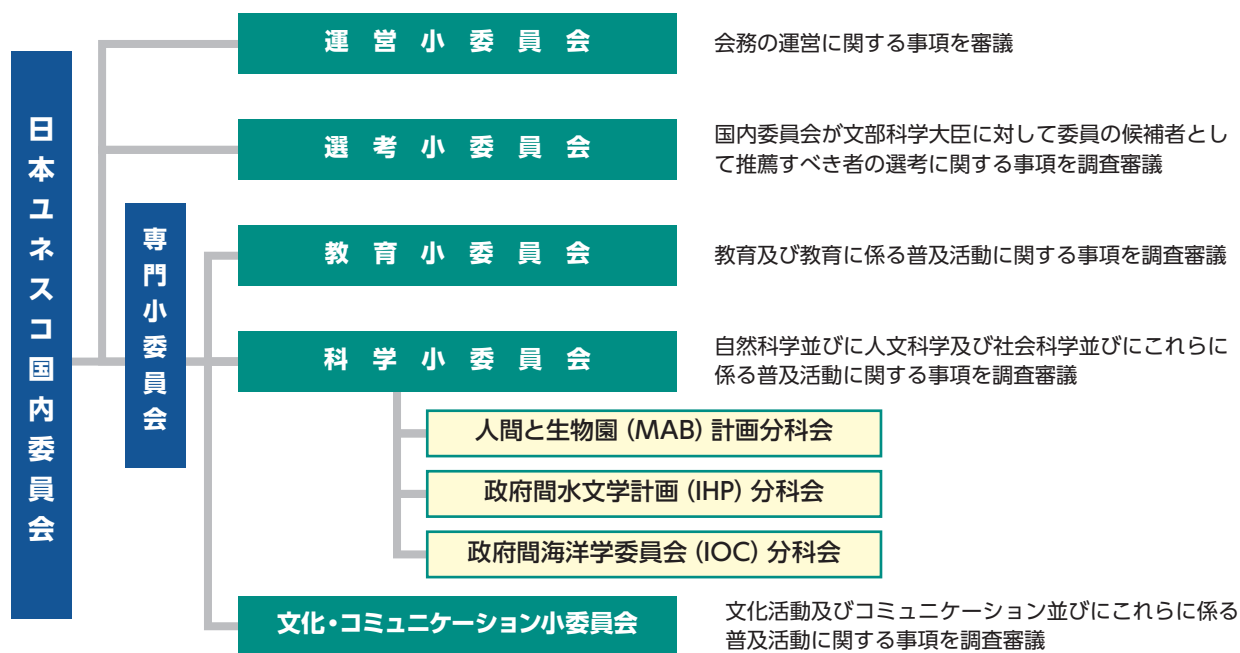 日本ユネスコ国内委員会
運営小委員会
会務の運営に関する事項を審議
選考小委員会
国内委員会が文部科学大臣に対して委員の候補者とし
て推薦すべき者の選考に関する事項を調査審議
専門小委員会
教育小委員会
教育及び教育に係る普及活動に関する事項を調査審議
科学小委員会
自然科学並びに人文科学及び社会科学並びにこれらに
係る普及活動に関する事項を調査審議
人間と生物園（MAB）計画分科会
政府間水文学計画（IHP）分科会
政府間海洋学委員会（IOC）分科会
文化・コミュニケーション小委員会
文化活動及びコミュニケーション並びにこれらに係る
普及活動に関する事項を調査審議